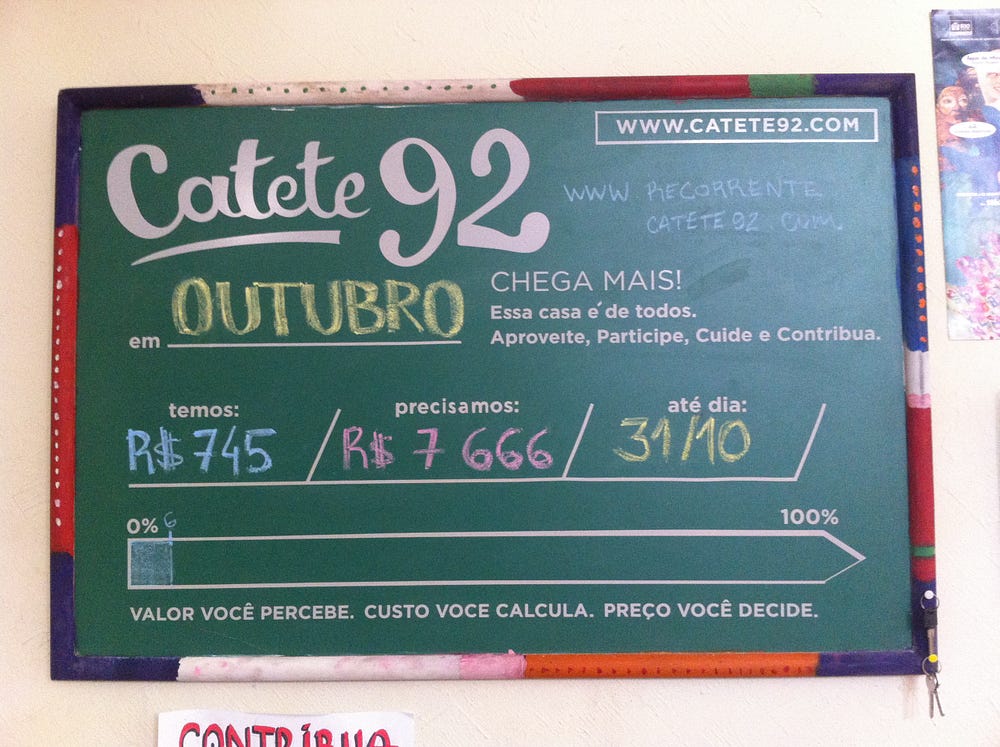 WWW.CATETE92.COM
Catete 92
WWW RECORRENTE
CATETE92.COM
em OUTUBRO
CHEGA MAIS!
Essa casa é de todos.
Aproveite, Participe, Cuide e Contribua.
temos: precisamos: até dia:
R$ 745 / R$ 7 666 / 31/10
0% 6 100%
VALOR VOCÊ PERCEBE. CUSTO VOCE CALCULA. PREÇO VOCÊ DECIDE.
CONTRIBUA